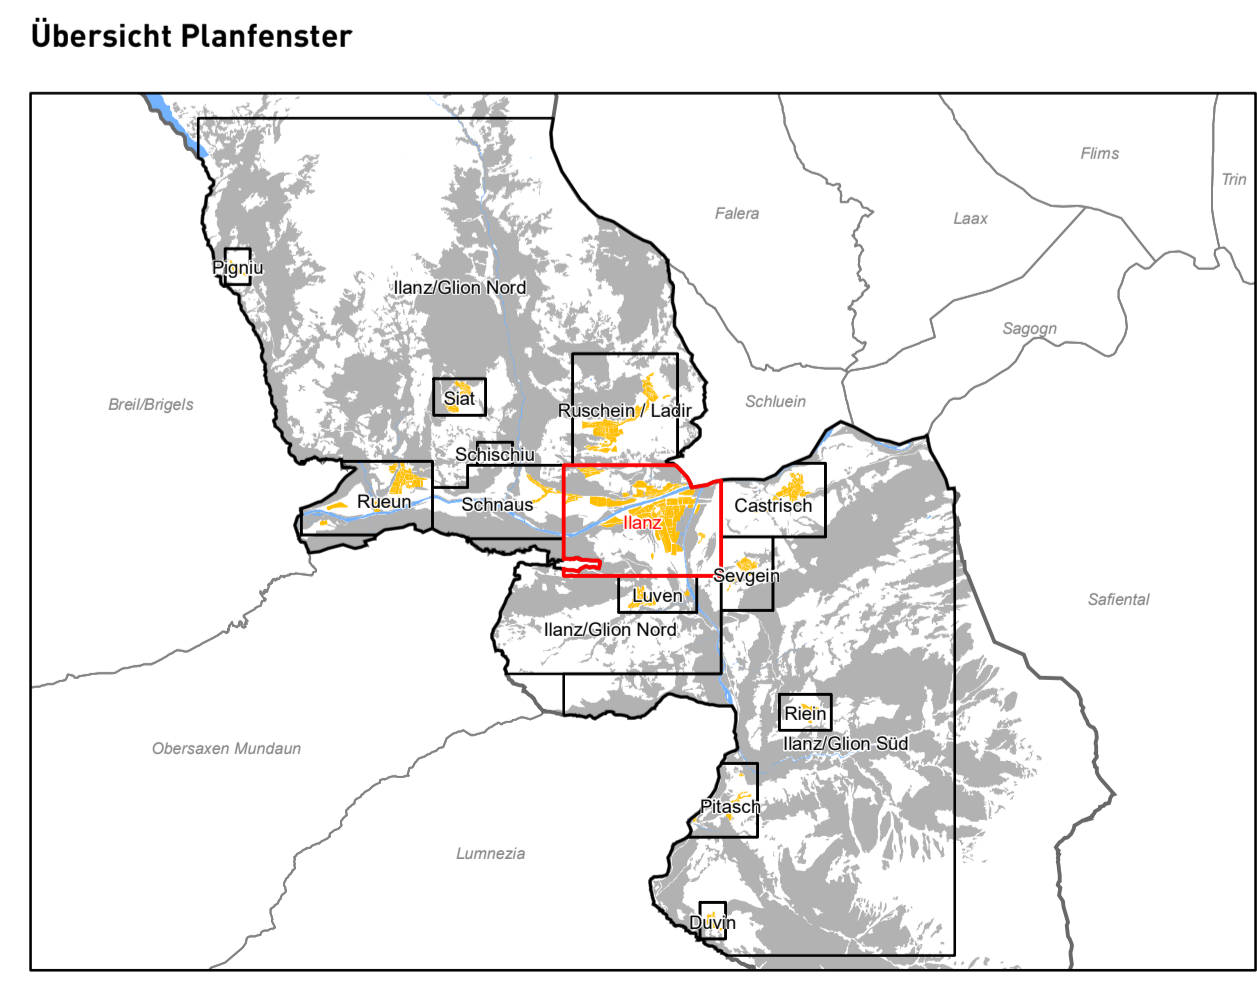 Übersicht Planfenster
Flims
Trin
Falera
Laax
Pigniu
Ilanz/Glion Nord
Sagogn
Siat
Breil/Brigels
Schluein
Ruschein / Ladir
Schischiu
Rueun
Schnaus
Castrisch
Ilanz
Sevgein
Luven
Safiental
Ilanz/Glion Nord
Riein
Ilanz/Glion Süd
Obersaxen Mundaun
Pitasch
Lumnezia
Duvin